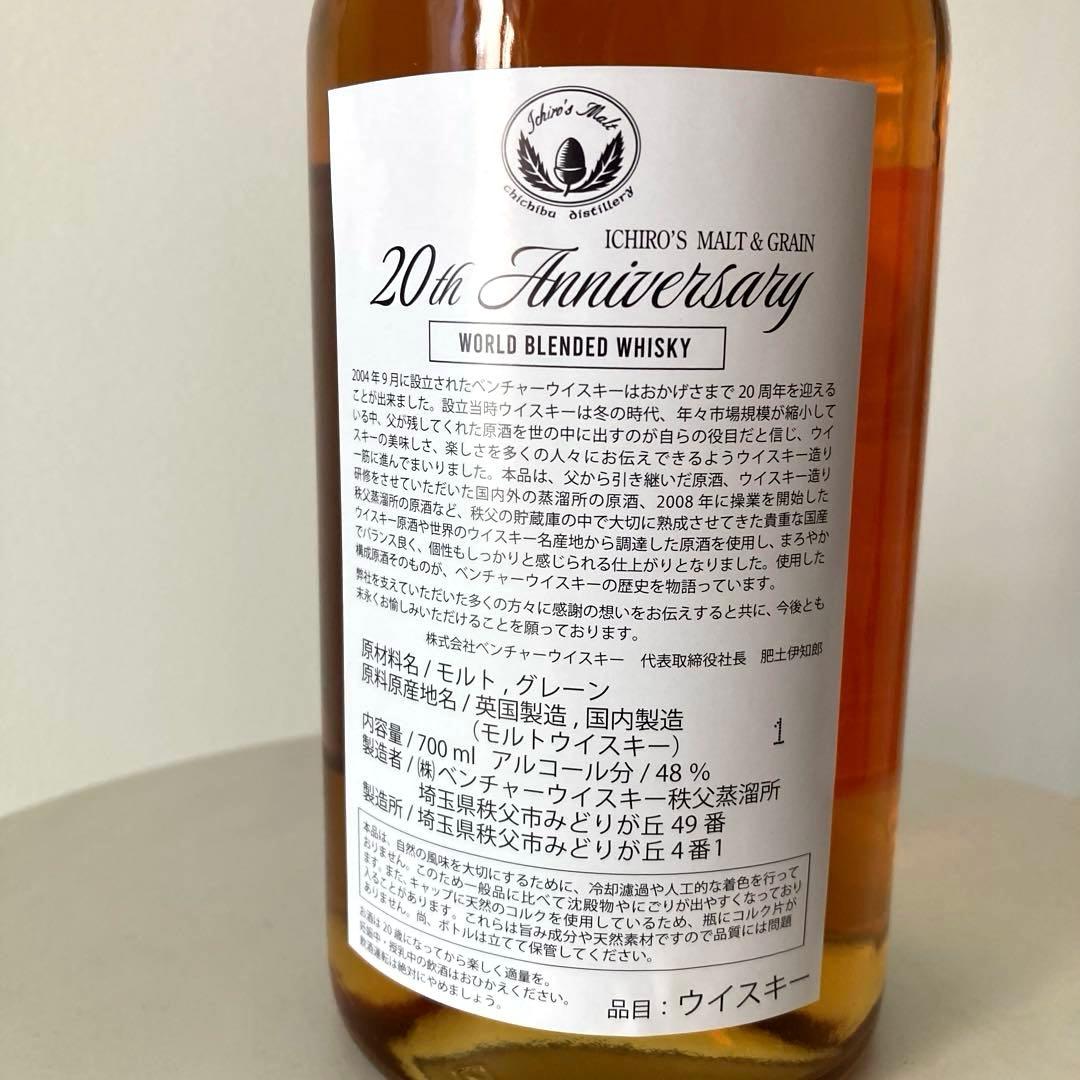 Ichiro's Malt
chichibu distillery
ICHIRO'S MALT & GRAIN
20th Anniversary
WORLD BLENDED WHISKY
2004年9月に設立されたベンチャーウイスキーはおかげさまで20周年を迎える
ことが出来ました。設立当時ウイスキーは冬の時代、年々市場規模が縮小して
いる中、父が残してくれた原酒を世の中に出すのが自らの役目だと信じ、ウイ
スキーの美味しさ、楽しさを多くの人々にお伝えできるようウイスキー造り
一筋に進んでまいりました。本品は、父から引き継いだ原酒、ウイスキー造り
研修をさせていただいた国内外の蒸溜所の原酒、2008年に操業を開始した
秩父蒸溜所の原酒など、秩父の貯蔵庫の中で大切に熟成させてきた貴重な国産
ウイスキー原酒や世界のウイスキー名産地から調達した原酒を使用し、まろやか
でバランス良く、個性もしっかりと感じられる仕上がりとなりました。使用した
構成原酒そのものが、ベンチャーウイスキーの歴史を物語っています。
弊社を支えていただいた多くの方々に感謝の想いをお伝えすると共に、今後とも
末永くお愉しみいただけることを願っております。
株式会社ベンチャーウイスキー 代表取締役社長 肥土伊知郎
原材料名 / モルト , グレーン
原料原産地名 / 英国製造 , 国内製造
(モルトウイスキー)
1
内容量 / 700 ml アルコール分 / 48 %
製造者 / ㈱ベンチャーウイスキー秩父蒸溜所
埼玉県秩父市みどりが丘 49 番
製造所 / 埼玉県秩父市みどりが丘 4 番1
本品は、自然の風味を大切にするために、冷却濾過や人工的な着色を行って
おりません。このため一般品に比べて沈殿物やにごりが出やすくなっており
ます。また、キャップに天然のコルクを使用しているため、瓶にコルク片が
入ることがあります。これらは旨み成分や天然素材ですので品質には問題
ありません。尚、ボトルは立てて保管してください。
お酒は20歳になってから楽しく適量を。
妊娠中・授乳中の飲酒はおひかえください。
飲酒運転は絶対にやめましょう。
品目：ウイスキー